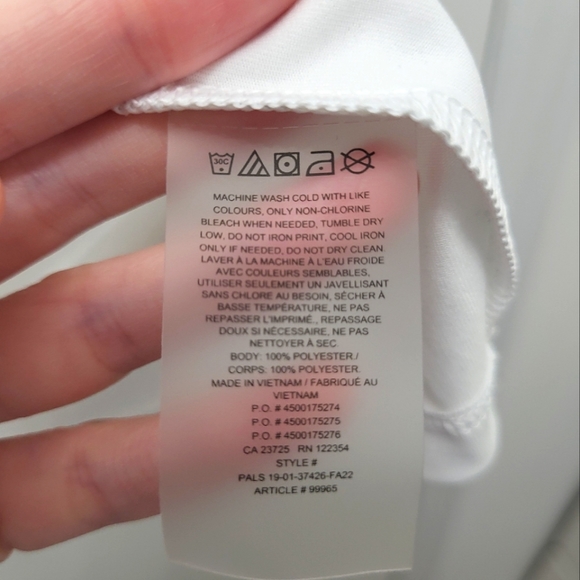 30C
MACHINE WASH COLD WITH LIKE
COLOURS, ONLY NON-CHLORINE
BLEACH WHEN NEEDED, TUMBLE DRY
LOW, DO NOT IRON PRINT, COOL IRON
ONLY IF NEEDED, DO NOT DRY CLEAN.
LAVER À LA MACHINE À L'EAU FROIDE
AVEC COULEURS SEMBLABLES,
UTILISER SEULEMENT UN JAVELLISANT
SANS CHLORE AU BESOIN, SÉCHER À
BASSE TEMPÉRATURE, NE PAS
REPASSER L'IMPRIMÉ., REPASSAGE
DOUX SI NÉCESSAIRE, NE PAS
NETTOYER À SEC.
BODY: 100% POLYESTER./
CORPS: 100% POLYESTER.
MADE IN VIETNAM / FABRIQUÉ AU
VIETNAM
P.O. # 4500175274
P.O. # 4500175275
P.O. # 4500175276
CA 23725 RN 122354
STYLE #
PALS 19-01-37426-FA22
ARTICLE # 99965